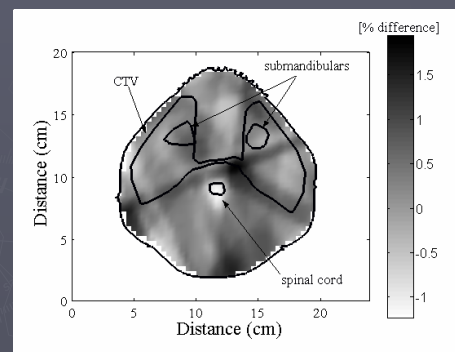 [% difference]
20
submandibulars
CTV
1.5
15
1
Distance (cm)
10
0.5
0
5
-0.5
spinal cord
-1
0
0 5 10 15 20
Distance (cm)